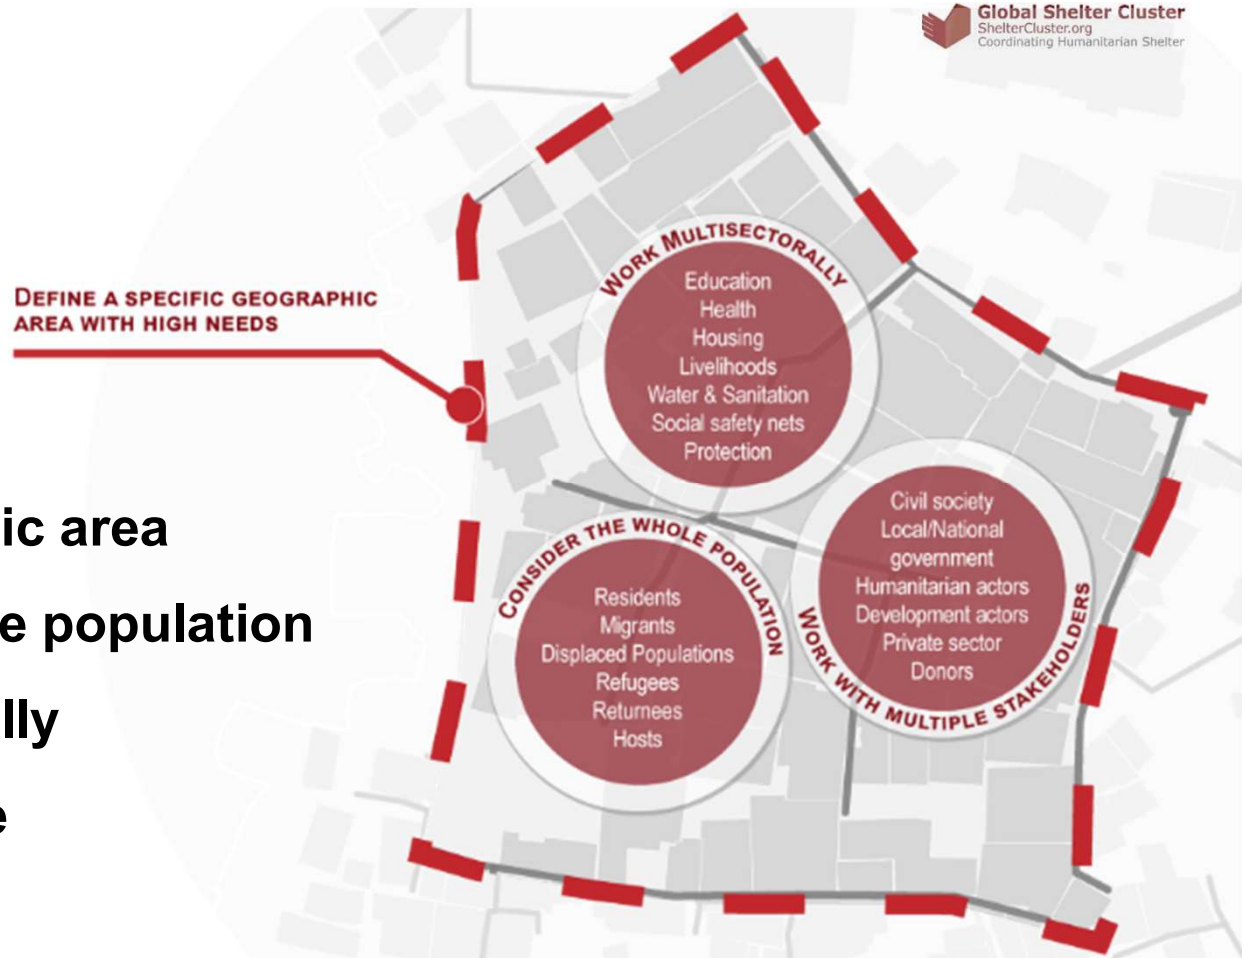 Global Shelter Cluster
ShelterCluster.org
Coordinating Humanitarian Shelter
DEFINE A SPECIFIC GEOGRAPHIC
AREA WITH HIGH NEEDS
WORK MULTISECTORALLY
Education
Health
Housing
Livelihoods
Water & Sanitation
Social safety nets
Protection
ic area
e population
lly
e
CONSIDER THE WHOLE POPULATION
Residents
Migrants
Displaced Populations
Refugees
Returnees
Hosts
Civil society
Local/National
government
Humanitarian actors
Development actors
Private sector
Donors
WORK WITH MULTIPLE STAKEHOLDERS